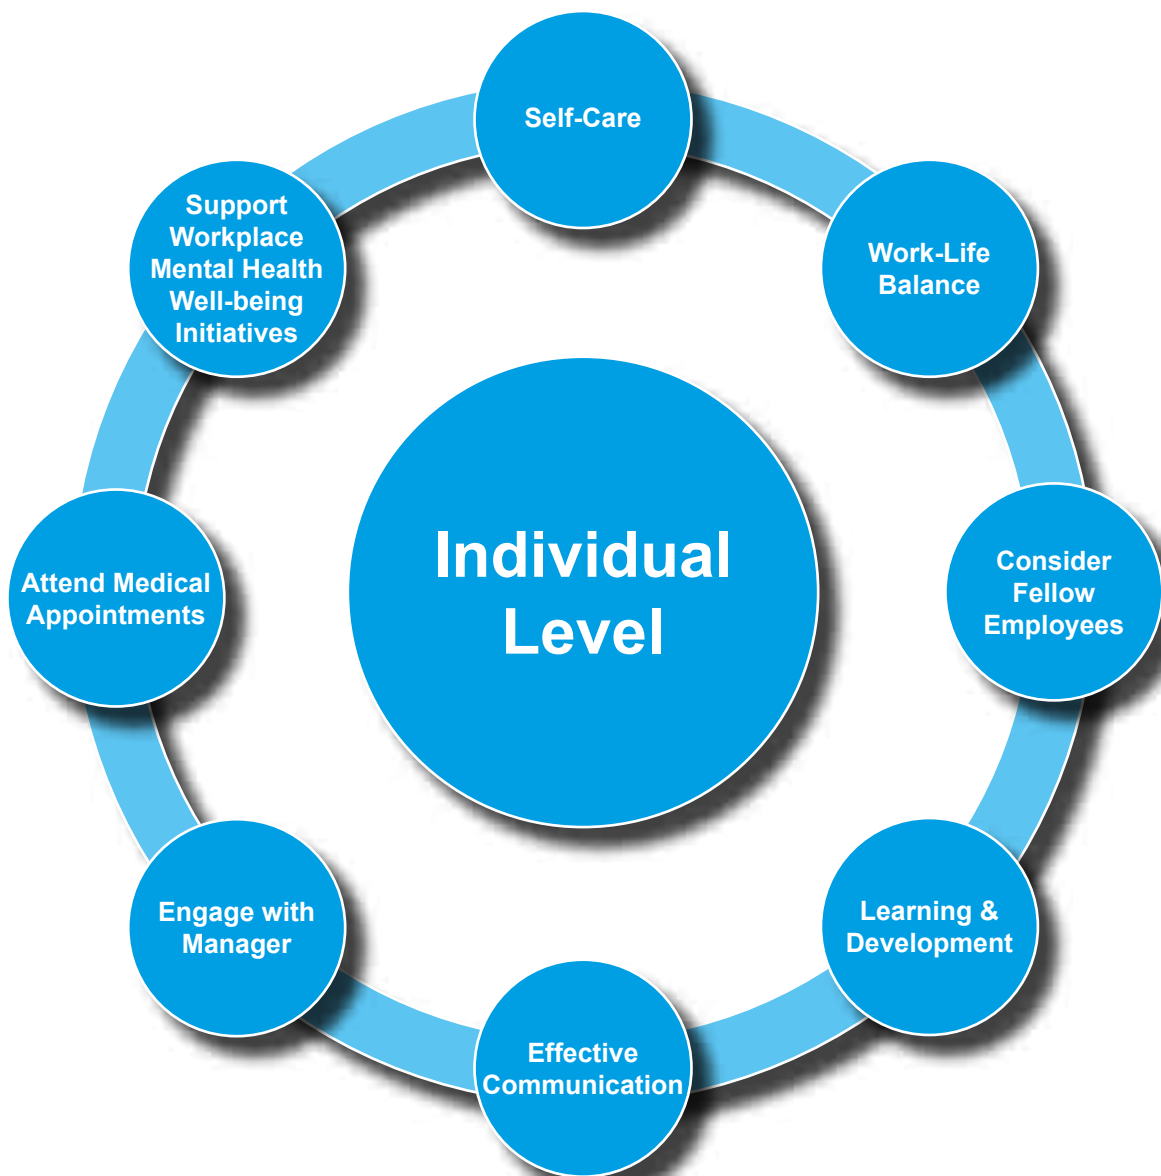 Self-Care
Work-Life
Balance
Consider
Fellow
Employees
Learning &
Development
Effective
Communication
Engage with
Manager
Attend Medical
Appointments
Support
Workplace
Mental Health
Well-being
Initiatives
Individual
Level